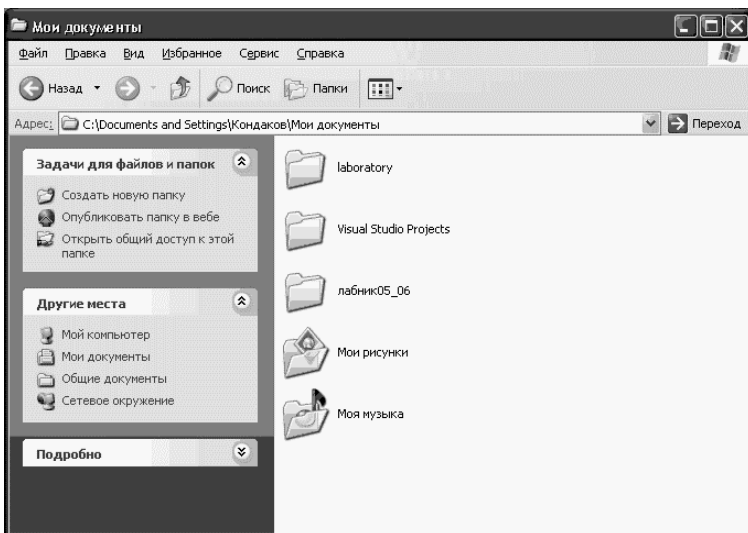 Мои документы
Файл Правка Вид Избранное Сервис Справка
Назад Поиск Папки
Адрес: C:\Documents and Settings\Кондаков\Мои документы Переход
Задачи для файлов и папок
Создать новую папку
Опубликовать папку в вебе
Открыть общий доступ к этой
папке
Другие места
Мой компьютер
Мои документы
Общие документы
Сетевое окружение
Подробно
laboratory
Visual Studio Projects
лабник05_06
Мои рисунки
Моя музыка